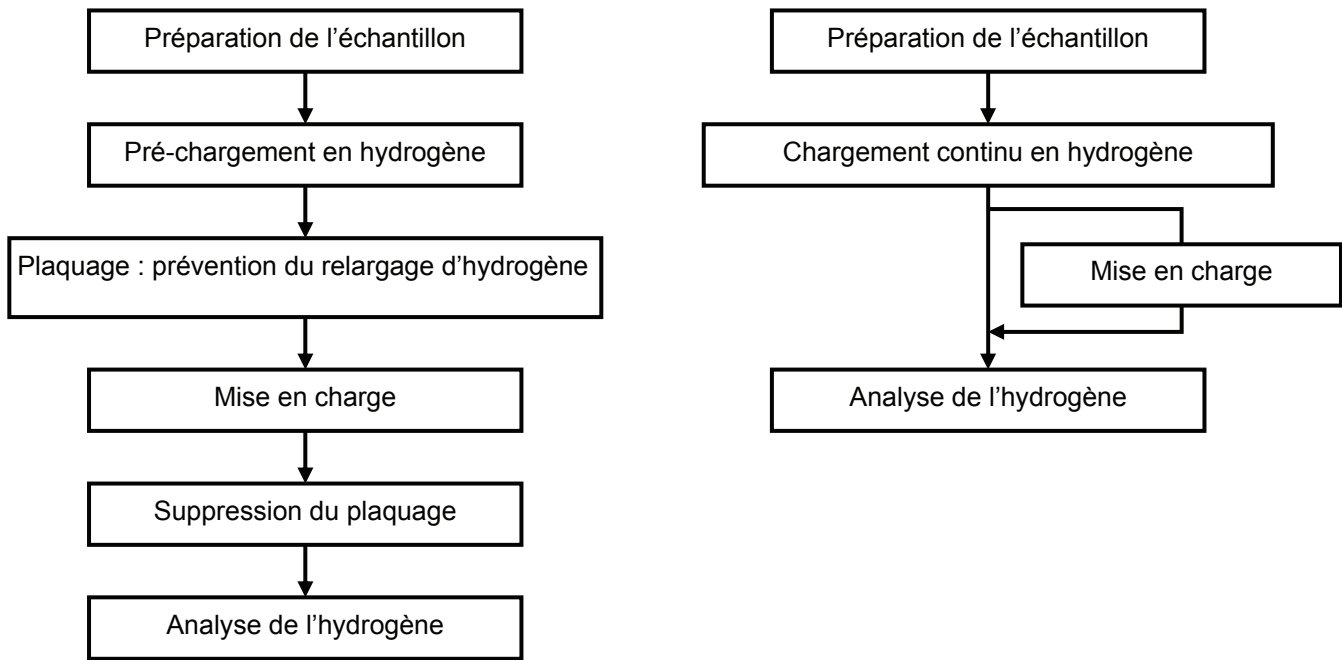 Préparation de l’échantillon
Pré-chargement en hydrogène
Plaquage : prévention du relargage d’hydrogène
Mise en charge
Suppression du plaquage
Analyse de l’hydrogène
Préparation de l’échantillon
Chargement continu en hydrogène
Mise en charge
Analyse de l’hydrogène